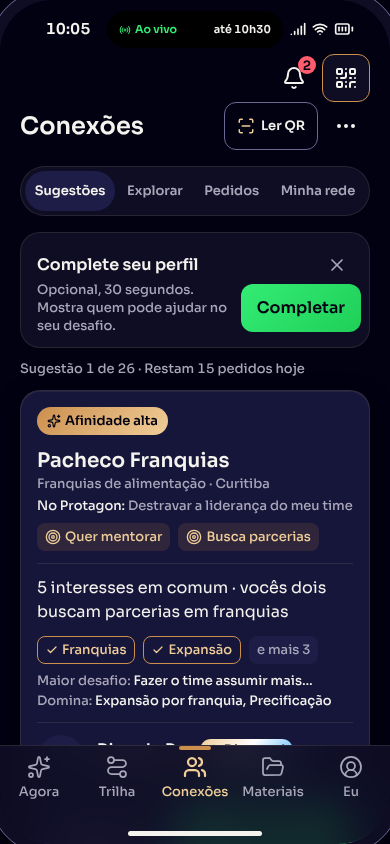 10:05
Ao vivo
até 10h30
2
Conexões
Ler QR
Sugestões
Explorar
Pedidos
Minha rede
Complete seu perfil
Opcional, 30 segundos.
Mostra quem pode ajudar no
seu desafio.
Completar
Sugestão 1 de 26 · Restam 15 pedidos hoje
Afinidade alta
Pacheco Franquias
Franquias de alimentação · Curitiba
No Protagon: Destravar a liderança do meu time
Quer mentorar
Busca parcerias
5 interesses em comum · vocês dois
buscam parcerias em franquias
Franquias
Expansão
e mais 3
Maior desafio: Fazer o time assumir mais...
Domina: Expansão por franquia, Precificação
Agora
Trilha
Conexões
Materiais
Eu